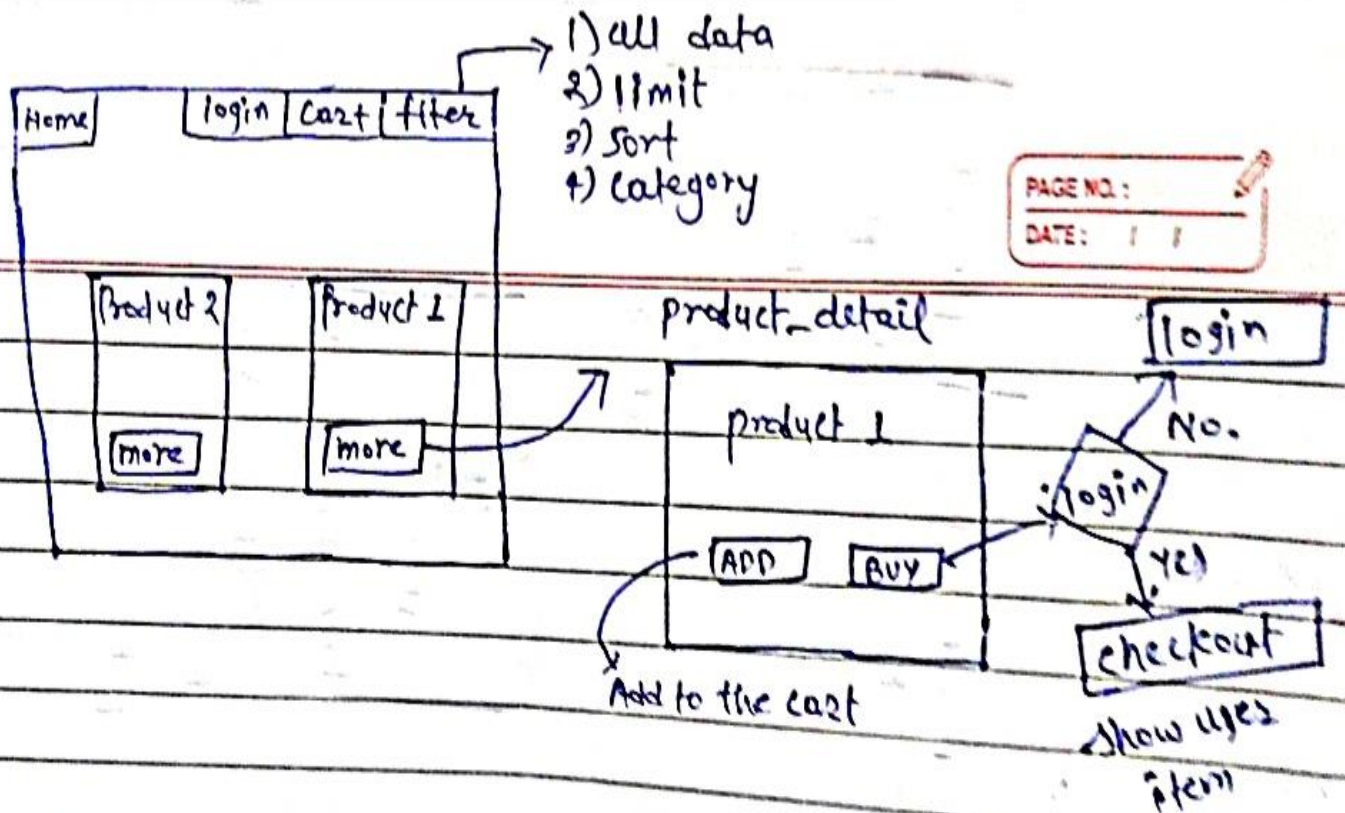 1) all data
2) limit
3) sort
4) category
Home
login
Cart
filter
PAGE NO.:
DATE: / /
Product 2
Product 1
more
more
product_detail
product 1
ADD
BUY
Add to the cart
login
No.
login
Yes
checkout
show
item